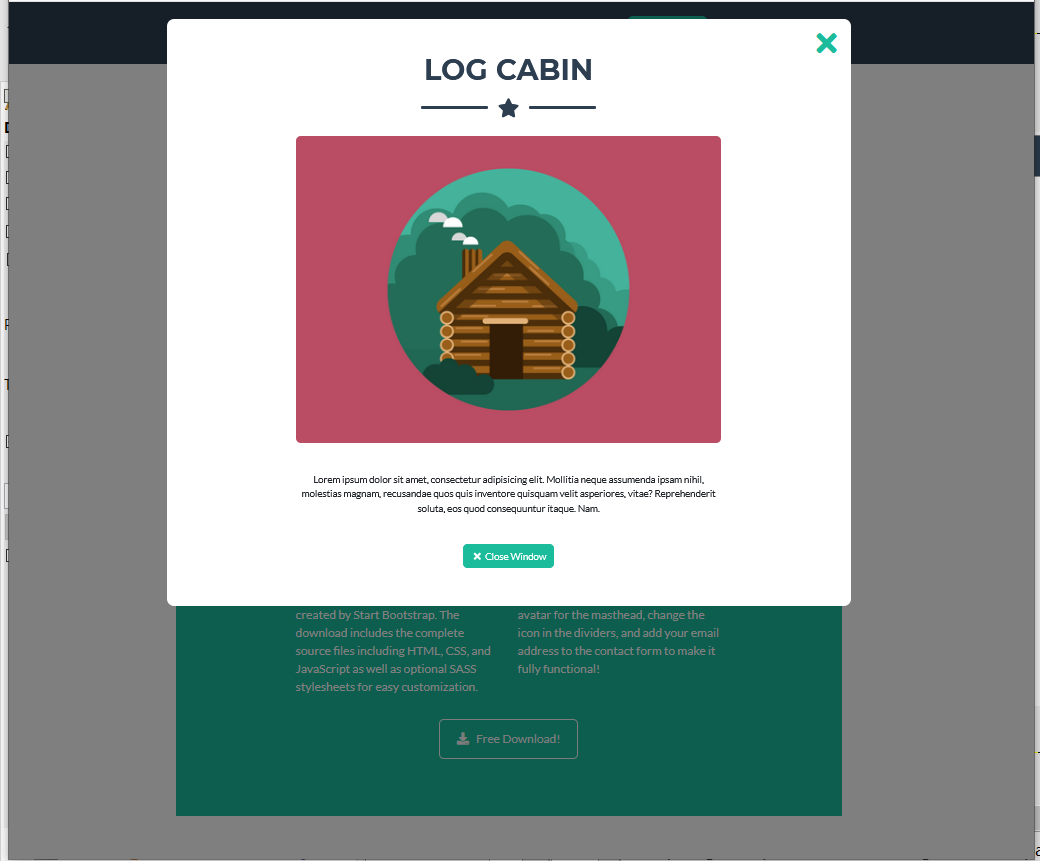 LOG CABIN
Lorem ipsum dolor sit amet, consectetur adipisicing elit. Mollitia neque assumenda ipsam nihil,
molestias magnam, recusandae quos quis inventore quisquam velit asperiores, vitae? Reprehenderit
soluta, eos quod consequuntur itaque. Nam.
Close Window
created by Start Bootstrap. The
download includes the complete
source files including HTML, CSS, and
JavaScript as well as optional SASS
stylesheets for easy customization.
avatar for the masthead, change the
icon in the dividers, and add your email
address to the contact form to make it
fully functional!
Free Download!